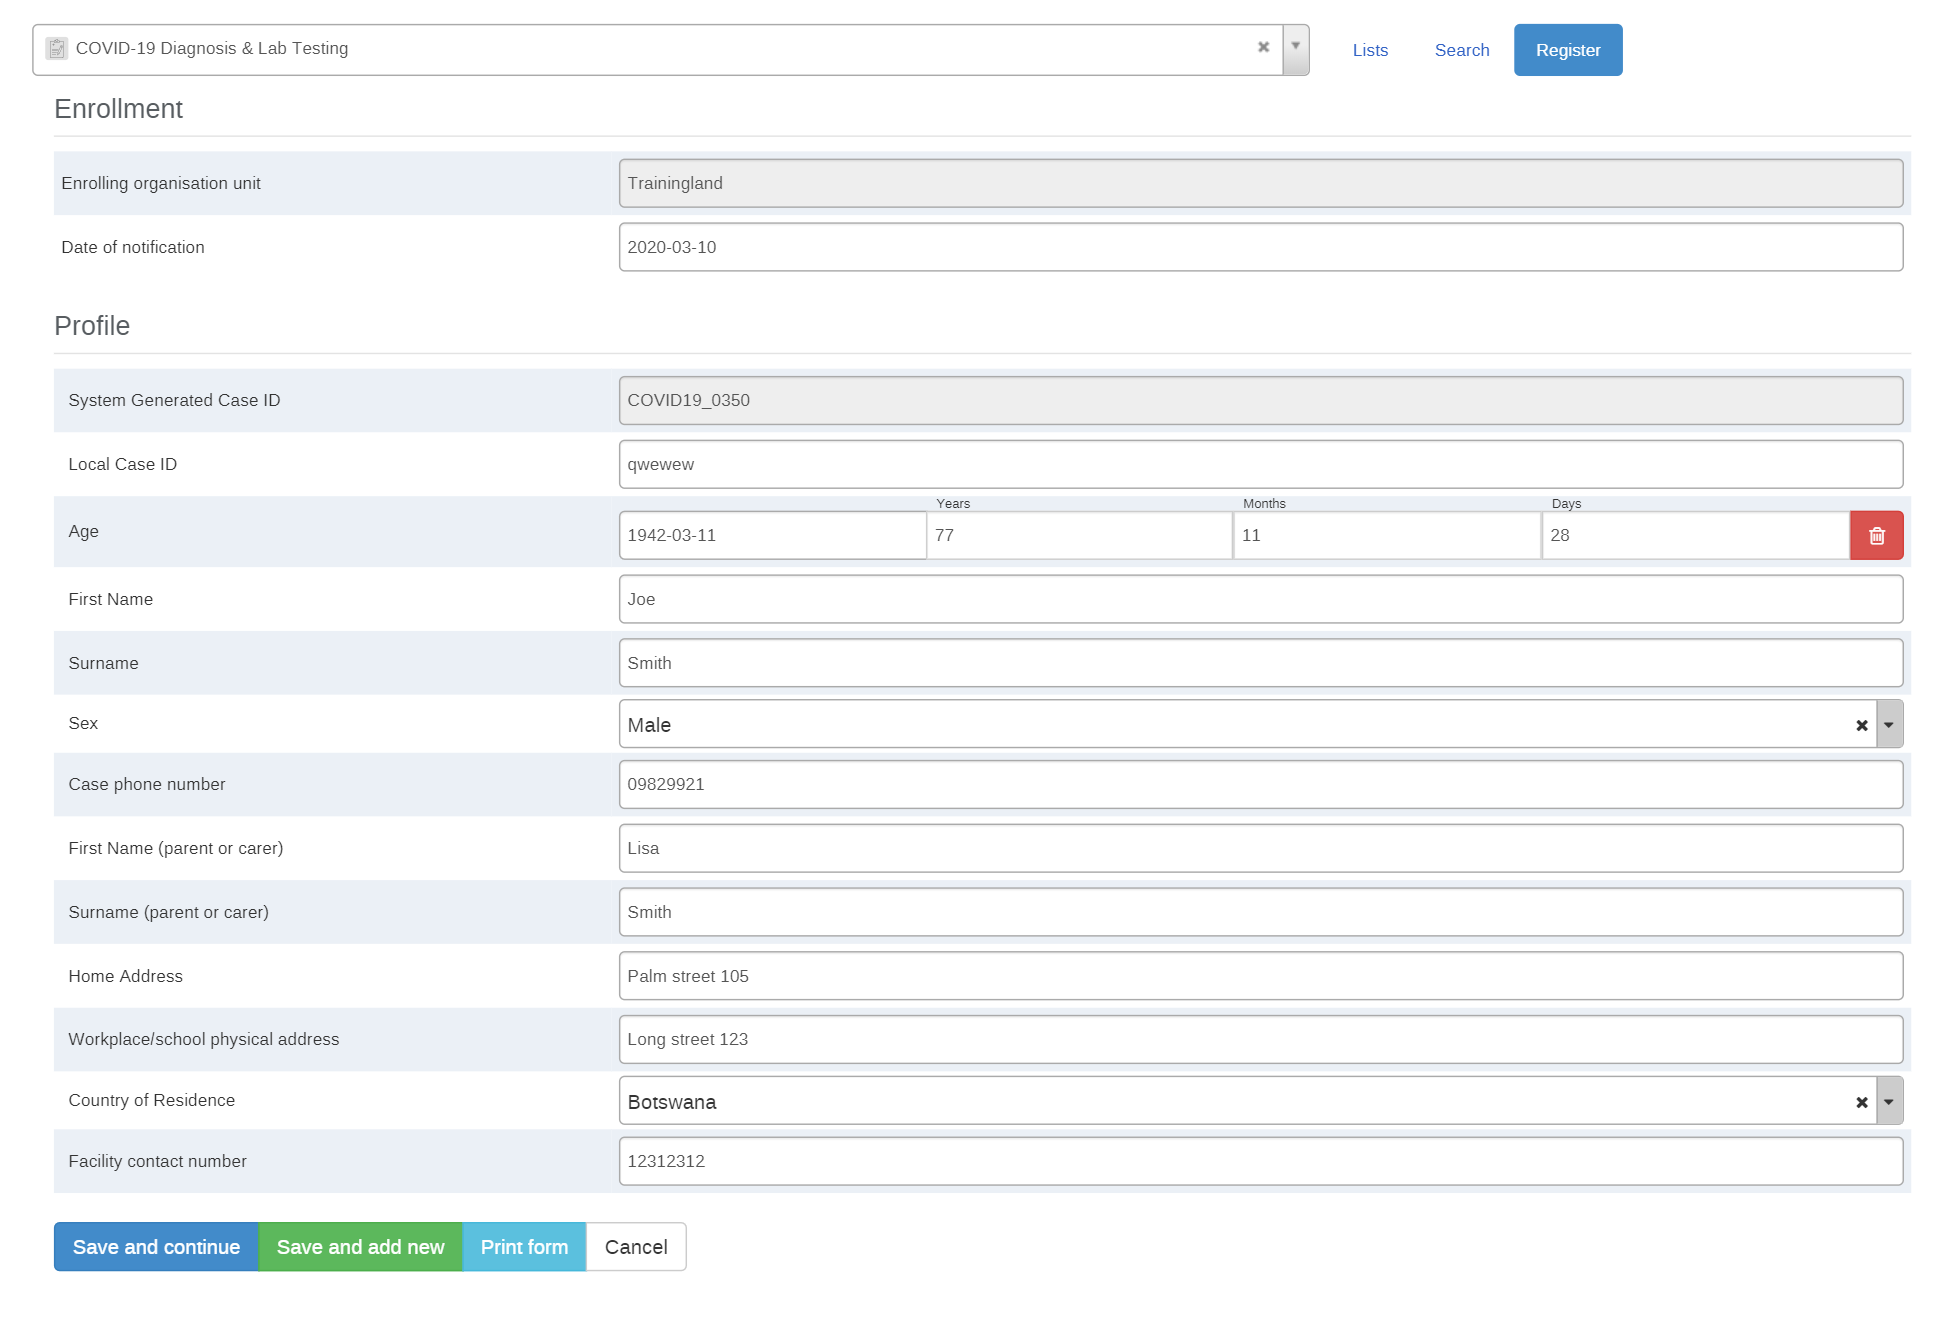 COVID-19 Diagnosis & Lab Testing
Lists
Search
Register
Enrollment
Enrolling organisation unit
Trainingland
Date of notification
2020-03-10
Profile
System Generated Case ID
COVID19_0350
Local Case ID
qwewew
Years
Months
Days
Age
1942-03-11
77
11
28
First Name
Joe
Surname
Smith
Sex
Male
Case phone number
09829921
First Name (parent or carer)
Lisa
Surname (parent or carer)
Smith
Home Address
Palm street 105
Workplace/school physical address
Long street 123
Country of Residence
Botswana
Facility contact number
12312312
Save and continue
Save and add new
Print form
Cancel